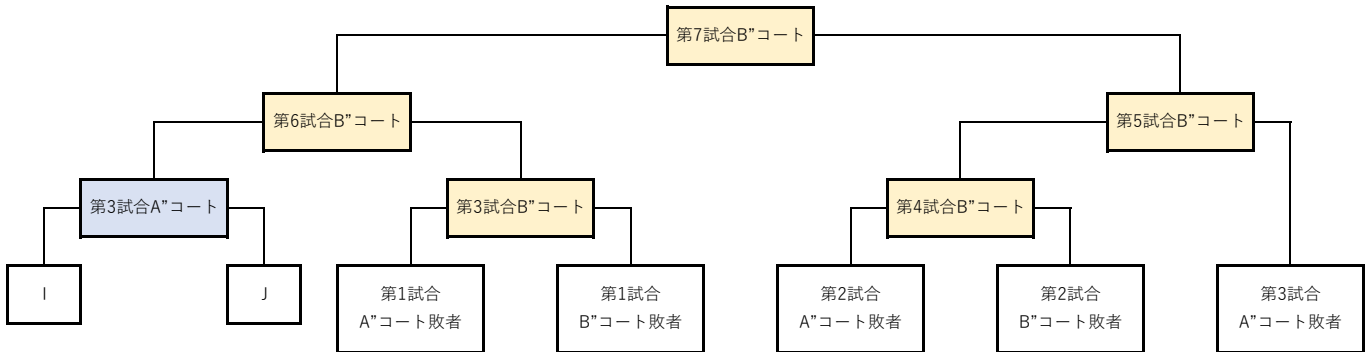 第7試合B”コート
第6試合B”コート
第5試合B”コート
第3試合A”コート
第3試合B”コート
第4試合B”コート
I
J
第1試合
A”コート敗者
第1試合
B”コート敗者
第2試合
A”コート敗者
第2試合
B”コート敗者
第3試合
A”コート敗者